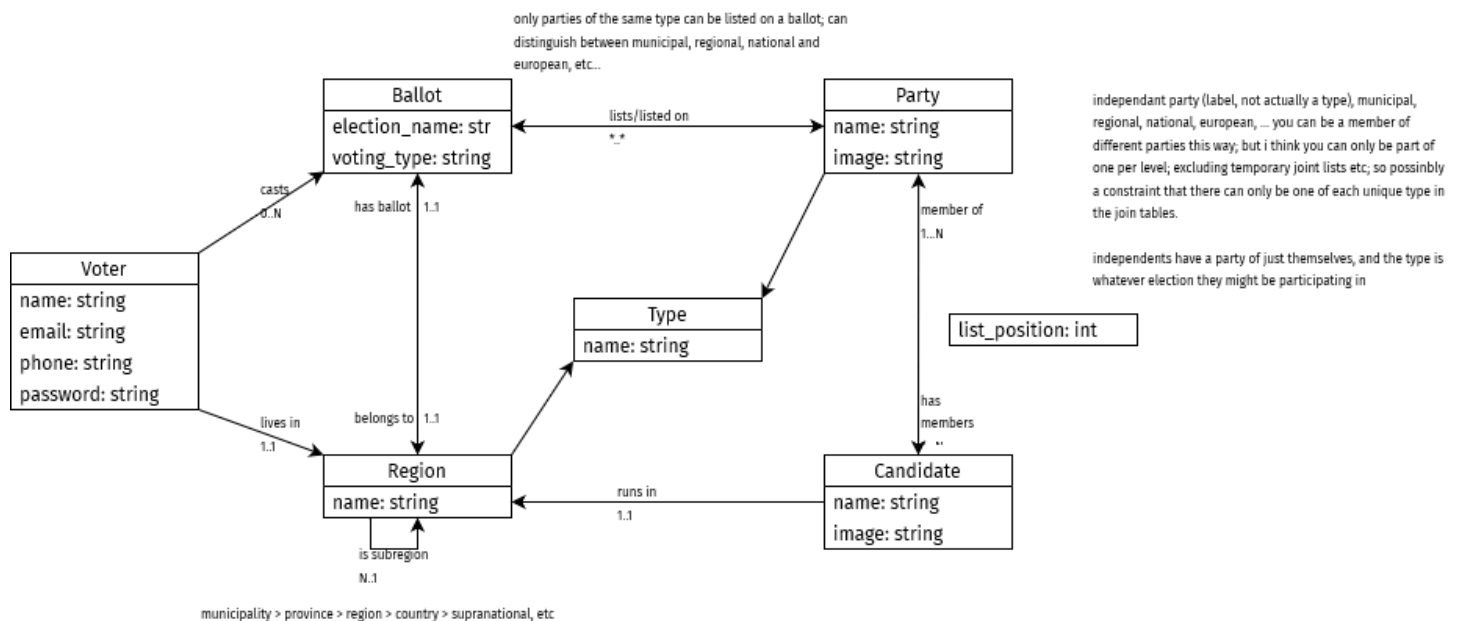 only parties of the same type can be listed on a ballot; can
distinguish between municipal, regional, national and
european, etc...
Ballot
election_name: str
voting_type: string
lists/listed on
*..*
Party
name: string
image: string
independant party (label, not actually a type), municipal,
regional, national, european, ... you can be a member of
different parties this way; but i think you can only be part of
one per level; excluding temporary joint lists etc; so possinbly
a constraint that there can only be one of each unique type in
the join tables.
independents have a party of just themselves, and the type is
whatever election they might be participating in
casts
0..N
has ballot
1..1
member of
1...N
Voter
name: string
email: string
phone: string
password: string
Type
name: string
list_position: int
lives in
1..1
belongs to
1..1
has
members
Region
name: string
runs in
1..1
Candidate
name: string
image: string
is subregion
N..1
municipality > province > region > country > supranational, etc